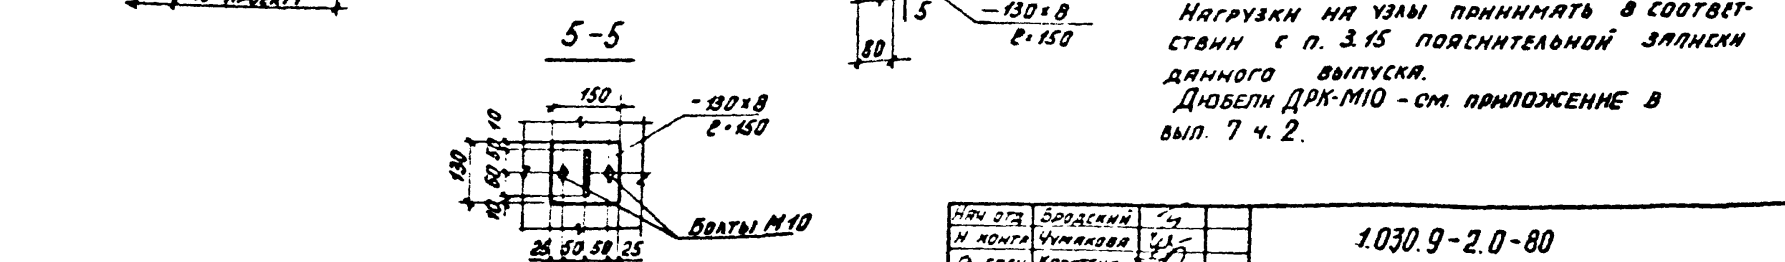 5-5
150
-130×8
ℓ=150
10
50
130
60
10
25 50 50 25
Болты М10
5
-130×8
ℓ=150
80
Нагрузки на узлы принимать в соответ-
ствии с п. 3.15 пояснительной записки
данного выпуска.
Дюбели ДРК-М10 - см. приложение в
вып. 7 ч. 2.
Нач отд Бродский
Н контр Чумакова
1.030.9-2.0-80